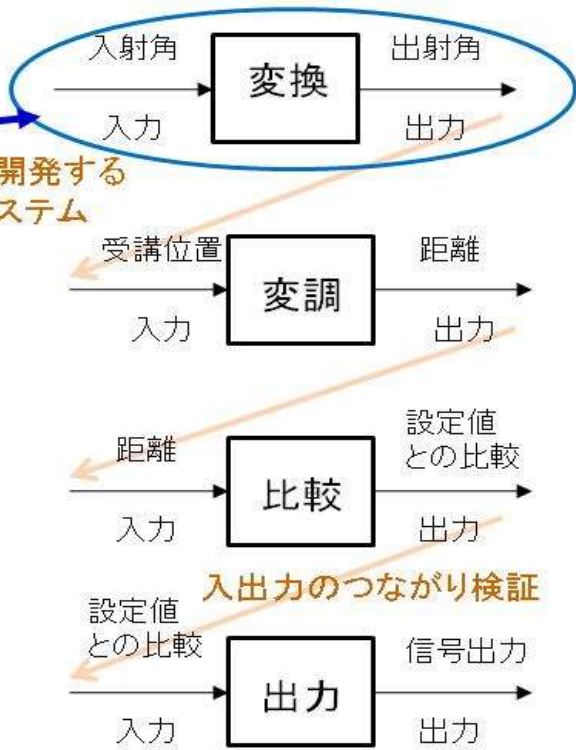 入射角
変換
出射角
入力
出力
開発する
ステム
受講位置
変調
距離
入力
出力
距離
比較
設定値
との比較
入力
出力
入出力のつながり検証
設定値
との比較
出力
信号出力
入力
出力